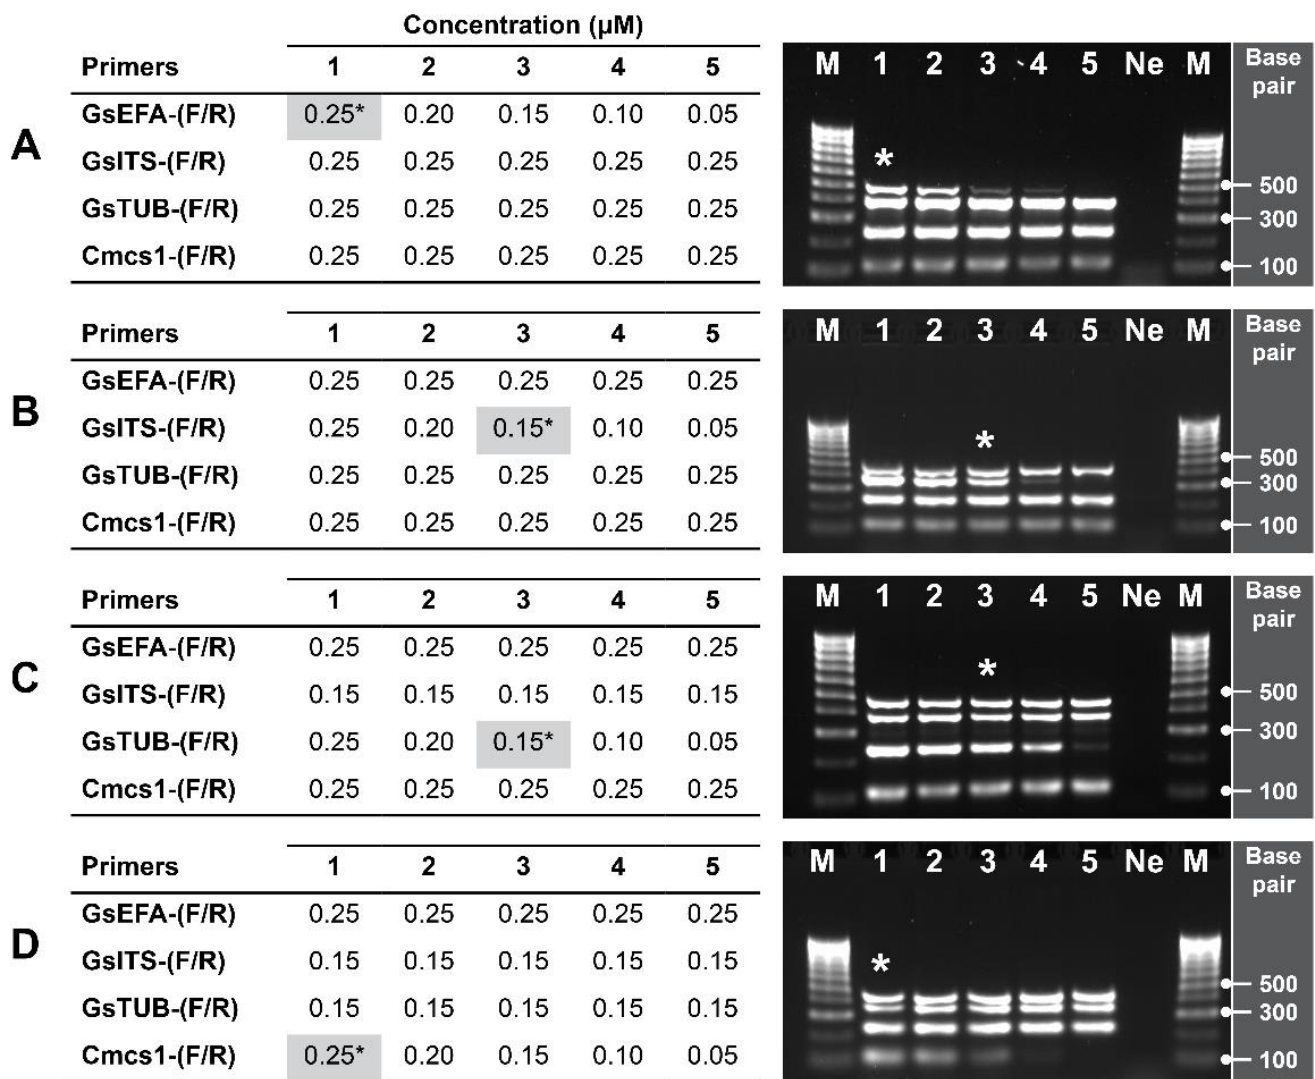 Concentration (µM)
Primers 1 2 3 4 5
A
GsEFA-(F/R) 0.25* 0.20 0.15 0.10 0.05
GsITS-(F/R) 0.25 0.25 0.25 0.25 0.25
GsTUB-(F/R) 0.25 0.25 0.25 0.25 0.25
Cmcs1-(F/R) 0.25 0.25 0.25 0.25 0.25
M 1 2 3 4 5 Ne M Base
pair
*
500
300
100
Primers 1 2 3 4 5
B
GsEFA-(F/R) 0.25 0.25 0.25 0.25 0.25
GsITS-(F/R) 0.25 0.20 0.15* 0.10 0.05
GsTUB-(F/R) 0.25 0.25 0.25 0.25 0.25
Cmcs1-(F/R) 0.25 0.25 0.25 0.25 0.25
M 1 2 3 4 5 Ne M Base
pair
*
500
300
100
Primers 1 2 3 4 5
C
GsEFA-(F/R) 0.25 0.25 0.25 0.25 0.25
GsITS-(F/R) 0.15 0.15 0.15 0.15 0.15
GsTUB-(F/R) 0.25 0.20 0.15* 0.10 0.05
Cmcs1-(F/R) 0.25 0.25 0.25 0.25 0.25
M 1 2 3 4 5 Ne M Base
pair
*
500
300
100
Primers 1 2 3 4 5
D
GsEFA-(F/R) 0.25 0.25 0.25 0.25 0.25
GsITS-(F/R) 0.15 0.15 0.15 0.15 0.15
GsTUB-(F/R) 0.15 0.15 0.15 0.15 0.15
Cmcs1-(F/R) 0.25* 0.20 0.15 0.10 0.05
M 1 2 3 4 5 Ne M Base
pair
*
500
300
100